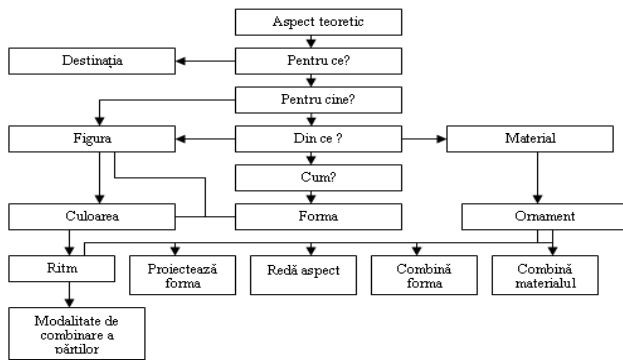 Aspect teoretic
Destinația
Pentru ce?
Pentru cine?
Figura
Din ce ?
Material
Cum?
Culoarea
Forma
Ornament
Ritm
Proiectează
forma
Redă aspect
Combină
forma
Combină
materialul
Modalitate de
combinare a
părților